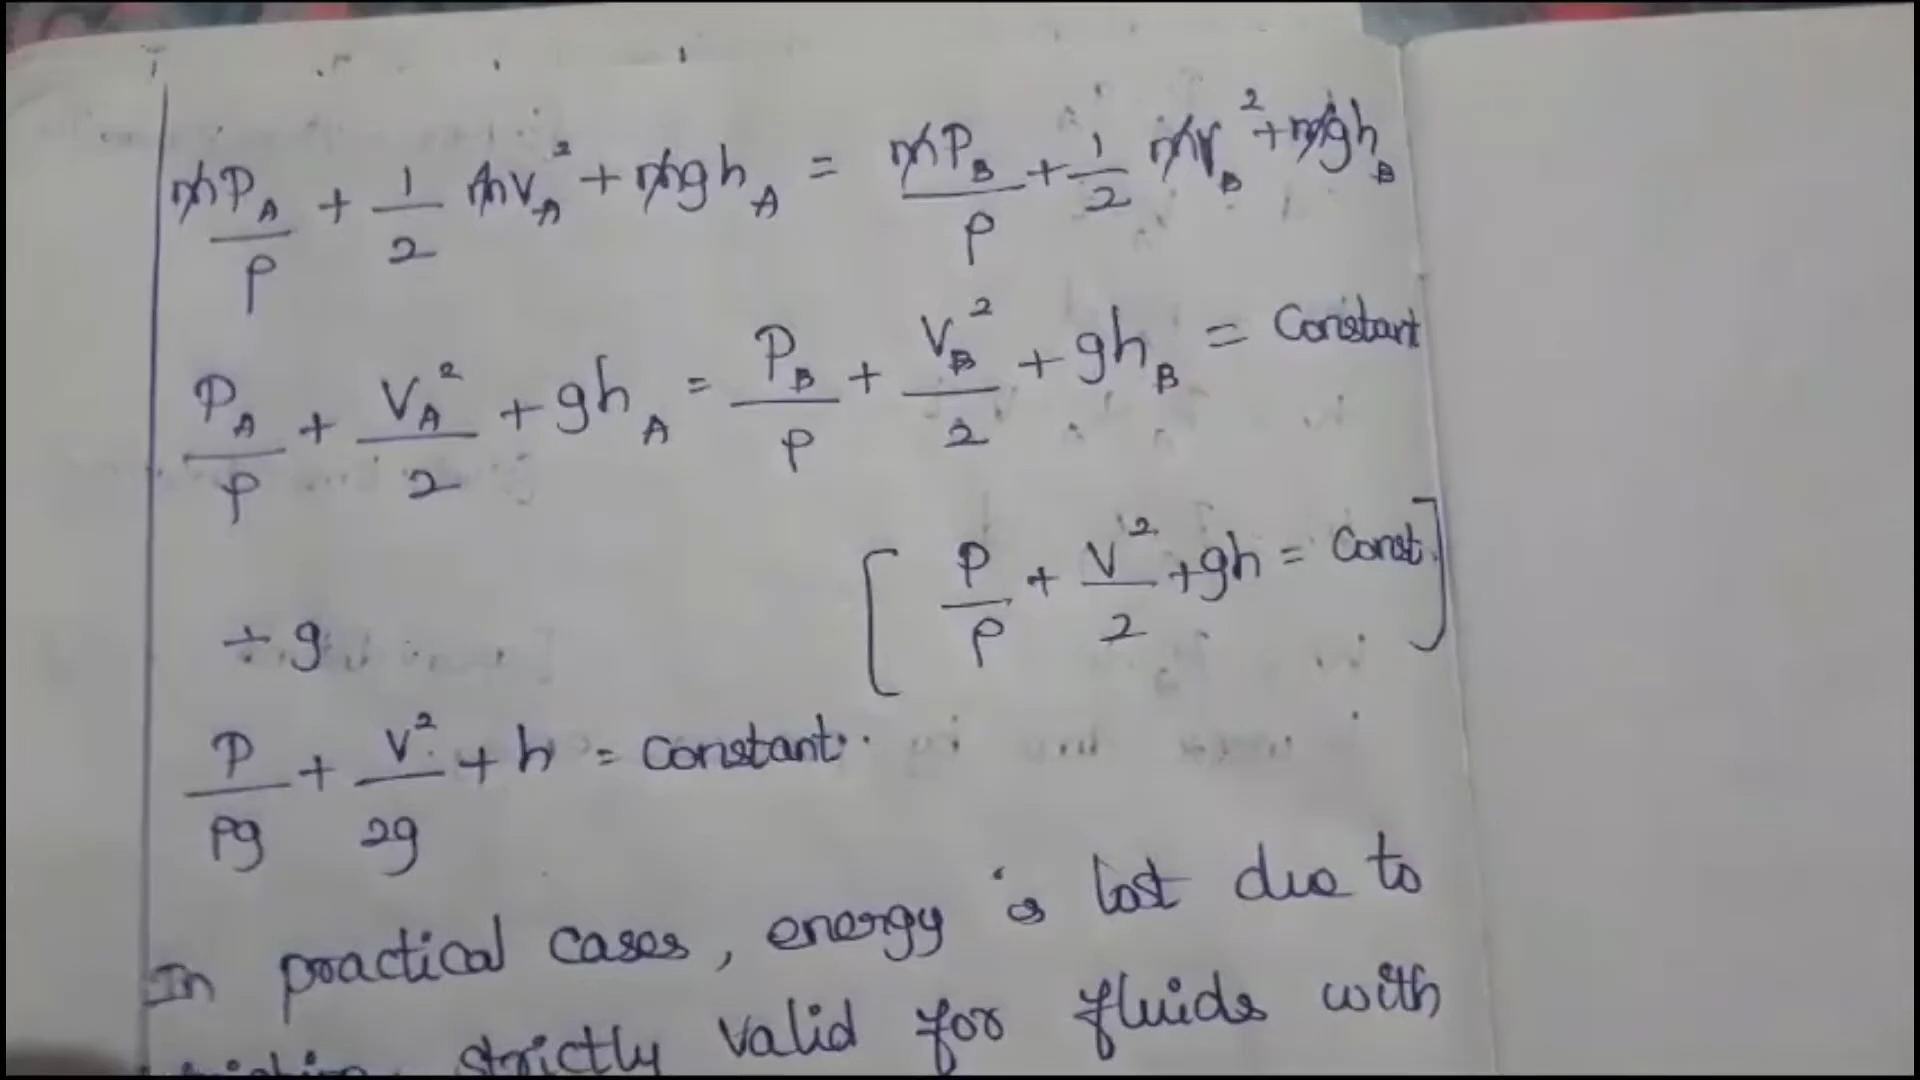 mP_A/ρ + 1/2 mv_A² + mgh_A = mP_B/ρ + 1/2 mv_B² + mgh_B
P_A/ρ + V_A²/2 + gh_A = P_B/ρ + V_B²/2 + gh_B = Constant
[P/ρ + V²/2 + gh = Const.]
÷ g
P/ρg + V²/2g + h = Constant.
In practical cases, energy is lost due to
strictly valid for fluids with